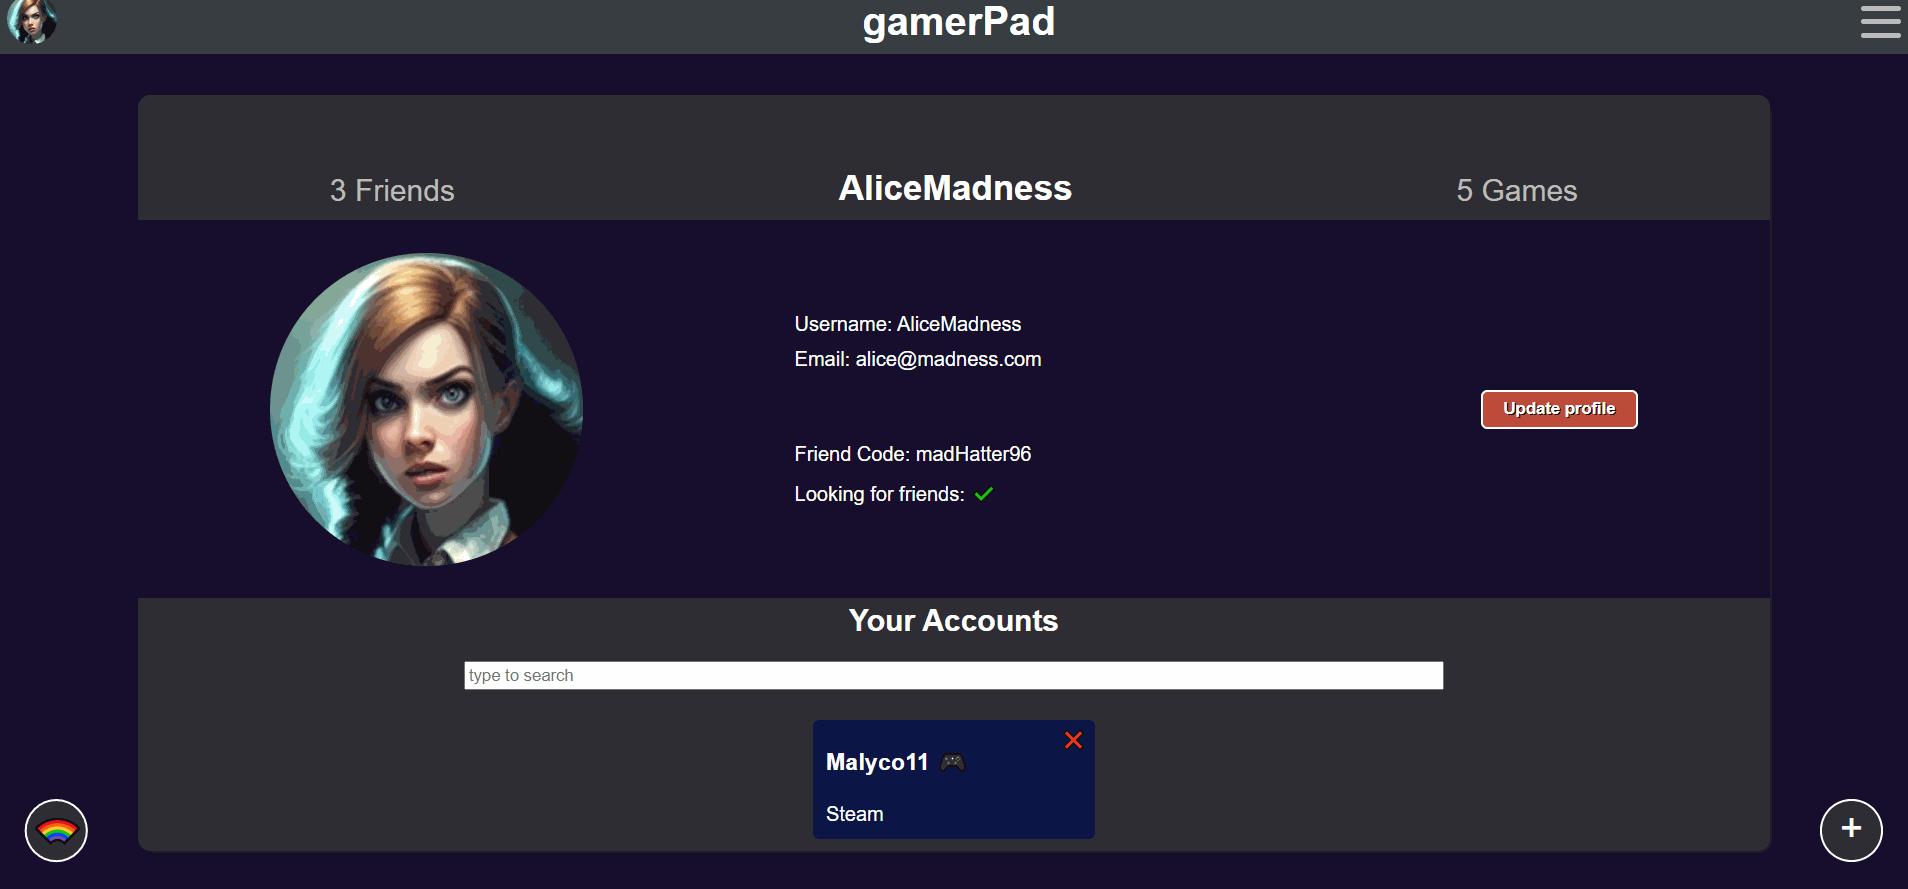 gamerPad
3 Friends
AliceMadness
5 Games
Username: AliceMadness
Email: alice@madness.com
Update profile
Friend Code: madHatter96
Looking for friends:
Your Accounts
type to search
Malyco11
Steam
+